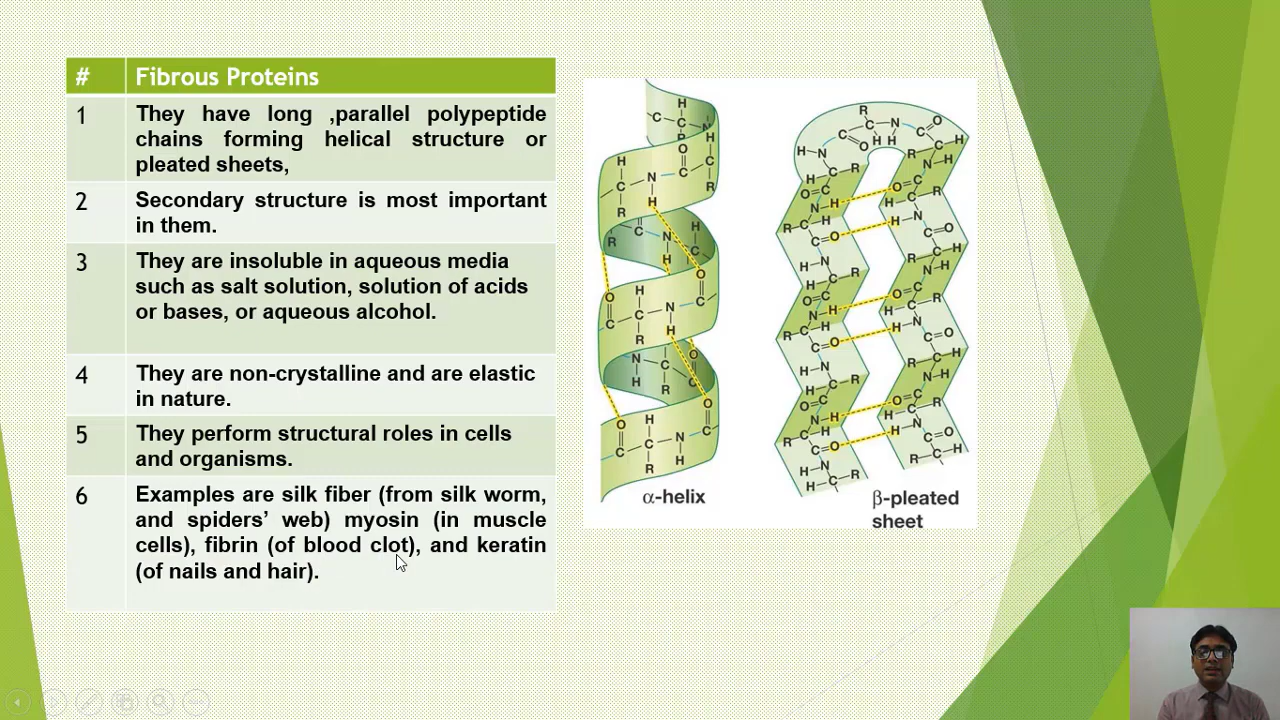 # Fibrous Proteins
1 They have long ,parallel polypeptide
chains forming helical structure or
pleated sheets,
2 Secondary structure is most important
in them.
3 They are insoluble in aqueous media
such as salt solution, solution of acids
or bases, or aqueous alcohol.
4 They are non-crystalline and are elastic
in nature.
5 They perform structural roles in cells
and organisms.
6 Examples are silk fiber (from silk worm,
and spiders’ web) myosin (in muscle
cells), fibrin (of blood clot), and keratin
(of nails and hair).
α-helix
β-pleated
sheet